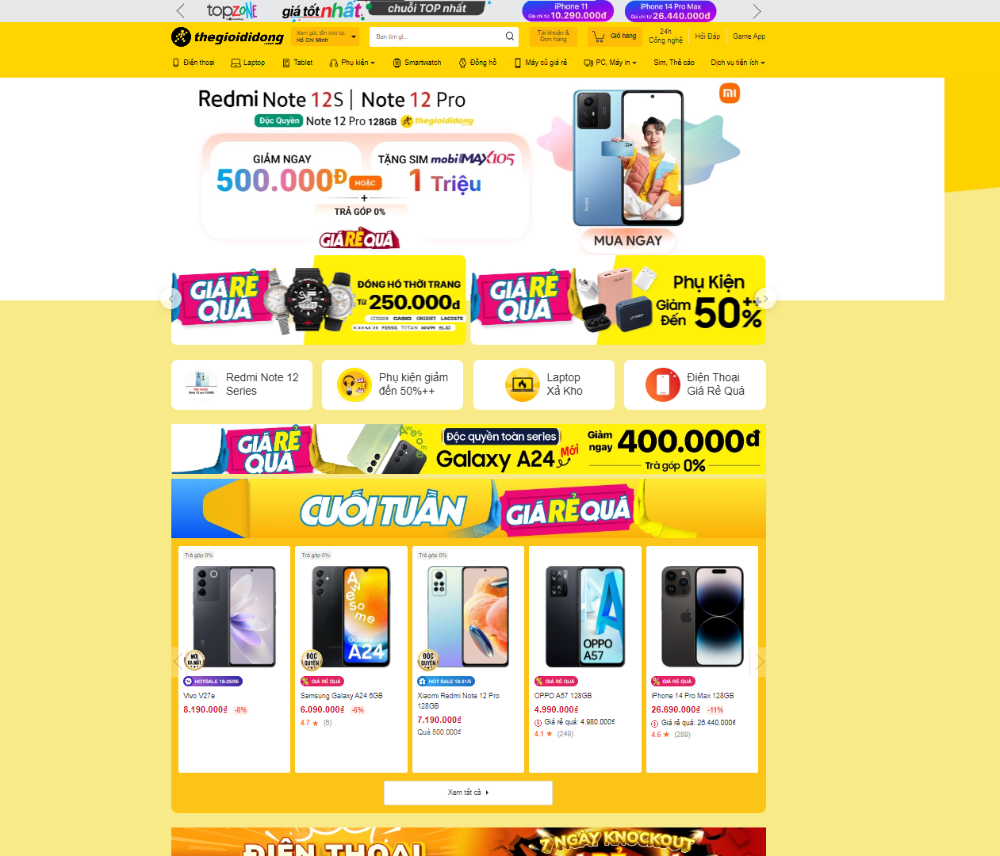 topZONE
giá tốt nhất
chuỗi TOP nhất
iPhone 11
Giá chỉ từ: 10.290.000đ
iPhone 14 Pro Max
Giá chỉ từ: 26.440.000đ
thegioididong.com
Xem giá, tồn kho tại:
Hồ Chí Minh
Bạn tìm gì...
Tài khoản & Đơn hàng
Giỏ hàng
24h Công nghệ
Hỏi Đáp
Game App
Điện thoại
Laptop
Tablet
Phụ kiện
Smartwatch
Đồng hồ
Máy cũ giá rẻ
PC, Máy in
Sim, Thẻ cào
Dịch vụ tiện ích
Redmi Note 12S | Note 12 Pro
Độc Quyền Note 12 Pro 128GB thegioididong
GIẢM NGAY
500.000Đ
HOẶC
TẶNG SIM mobiMAX105
1 Triệu
+
TRẢ GÓP 0%
GIÁ RẺ QUÁ
Redmi
MUA NGAY
GIÁ RẺ QUÁ
ĐỒNG HỒ THỜI TRANG
Từ 250.000đ
CITIZEN CASIO ORIENT LACOSTE
COACH FOSSIL TITAN MVW ELIO
GIÁ RẺ QUÁ
Phụ Kiện
Giảm Đến 50%++
Redmi Note 12
Series
Phụ kiện giảm
đến 50%++
Laptop
Xả Kho
Điện Thoại
Giá Rẻ Quá
GIÁ RẺ QUÁ
Awesome
Độc quyền toàn series
Galaxy A24 Mới
Giảm ngay 400.000đ
Trả góp 0%
CUỐI TUẦN
GIÁ RẺ QUÁ
Trả góp 0%
MỚI RA MẮT
HOTSALE 18-25/05
Vivo V27e
8.190.000₫ -8%
Trả góp 0%
Awesome
Galaxy
A24
ĐỘC QUYỀN
GIÁ RẺ QUÁ
Samsung Galaxy A24 6GB
6.090.000₫ -6%
4.7 ★ (6)
Trả góp 0%
ĐỘC QUYỀN
HOT SALE 19-31/5
Xiaomi Redmi Note 12 Pro
128GB
7.190.000₫
Quà 500.000₫
OPPO
A57
GIÁ RẺ QUÁ
OPPO A57 128GB
4.990.000₫
Giá rẻ quá: 4.980.000₫
4.1 ★ (249)
GIÁ RẺ QUÁ
iPhone 14 Pro Max 128GB
26.690.000₫ -11%
Giá rẻ quá: 26.440.000₫
4.6 ★ (289)
Xem tất cả
ĐIỆN THOẠI
7 NGÀY KNOCKOUT